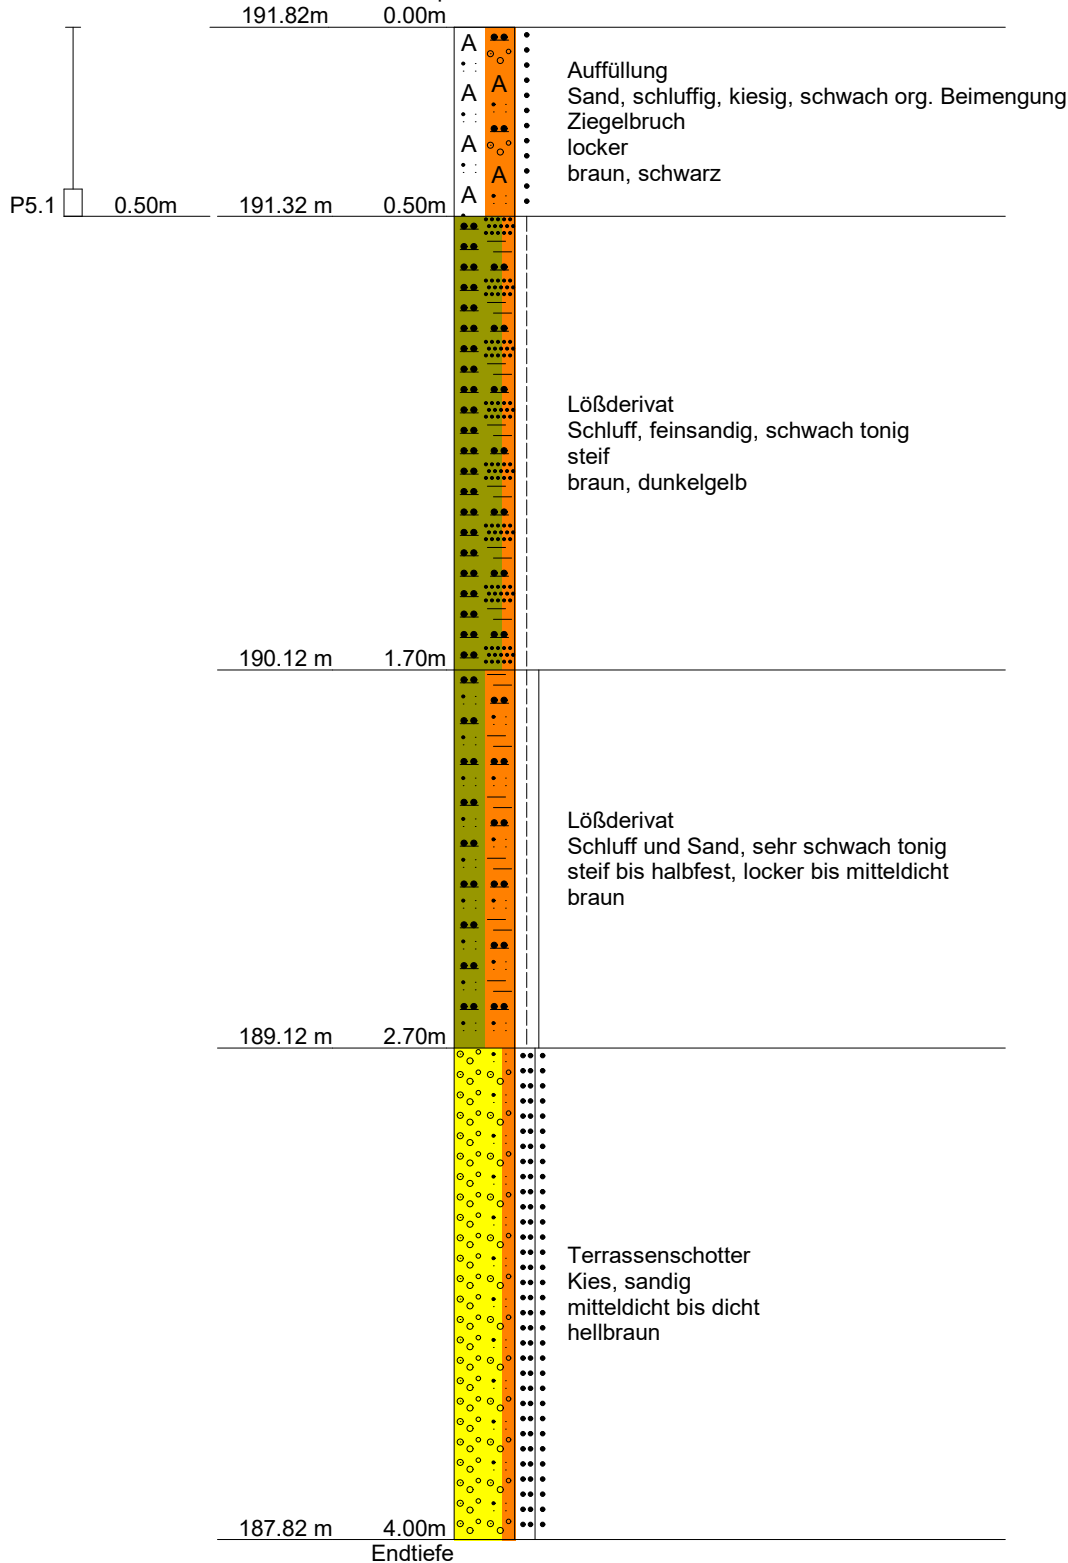 191.82m 0.00m
A
A
A
A
A
A
Auffüllung
Sand, schluffig, kiesig, schwach org. Beimengung
Ziegelbruch
locker
braun, schwarz
P5.1 0.50m 191.32 m 0.50m
Lößderivat
Schluff, feinsandig, schwach tonig
steif
braun, dunkelgelb
190.12 m 1.70m
Lößderivat
Schluff und Sand, sehr schwach tonig
steif bis halbfest, locker bis mitteldicht
braun
189.12 m 2.70m
Terrassenschotter
Kies, sandig
mitteldicht bis dicht
hellbraun
187.82 m 4.00m
Endtiefe